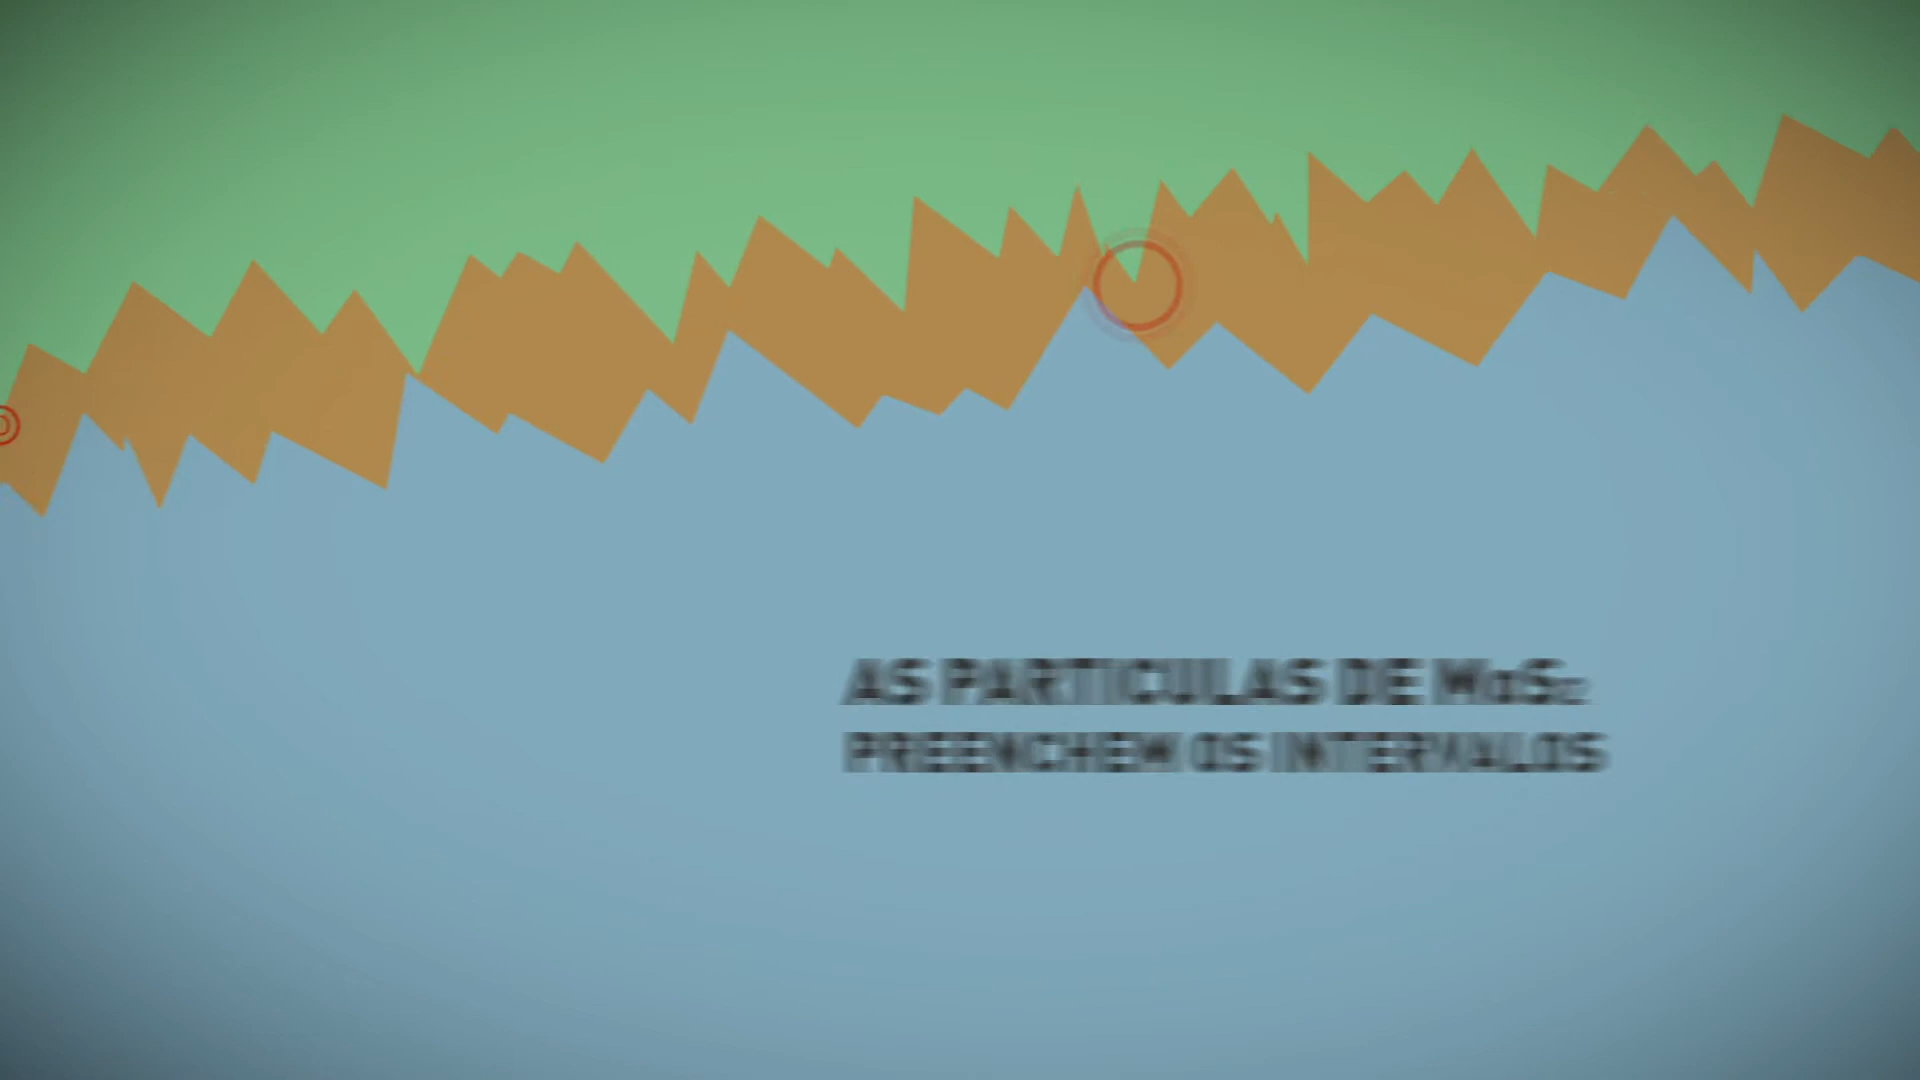 AS PARTICULAS DE MoS₂
PREENCHEM OS INTERVALOS